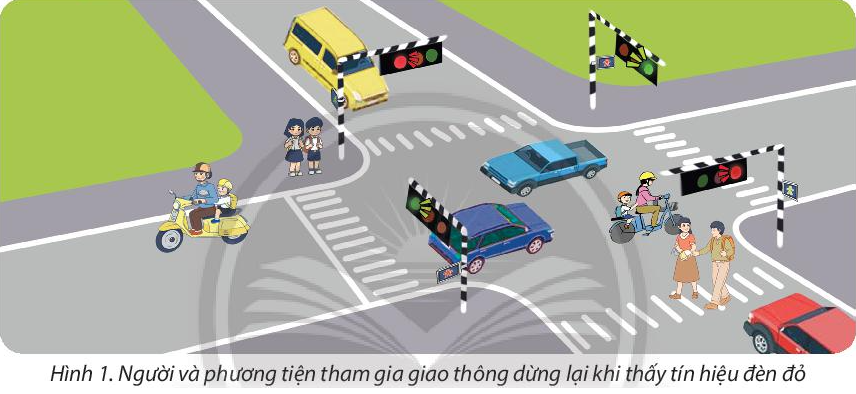 Hình 1. Người và phương tiện tham gia giao thông dừng lại khi thấy tín hiệu đèn đỏ